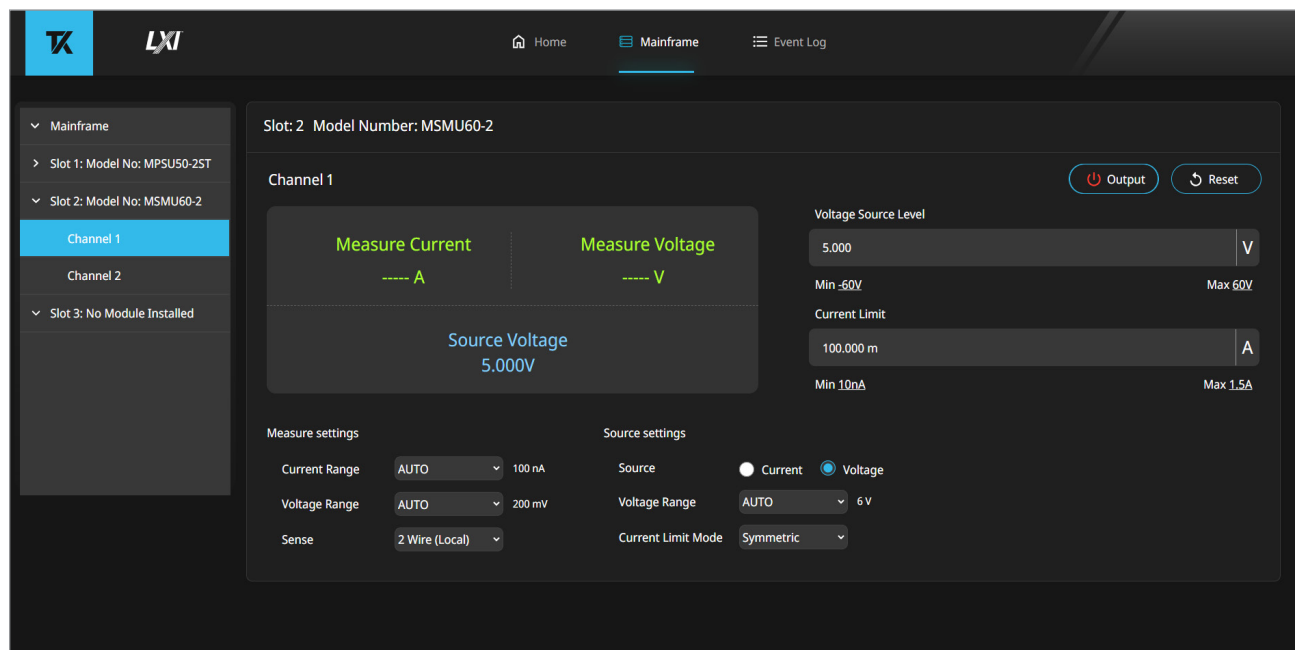 TK
LXI
Home
Mainframe
Event Log
Mainframe
Slot 1: Model No: MPSU50-2ST
Slot 2: Model No: MSMU60-2
Channel 1
Channel 2
Slot 3: No Module Installed
Slot: 2 Model Number: MSMU60-2
Channel 1
Output
Reset
Measure Current
----- A
Measure Voltage
----- V
Source Voltage
5.000V
Voltage Source Level
5.000 V
Min -60V Max 60V
Current Limit
100.000 m A
Min 10nA Max 1.5A
Measure settings
Current Range AUTO 100 nA
Voltage Range AUTO 200 mV
Sense 2 Wire (Local)
Source settings
Source Current Voltage
Voltage Range AUTO 6 V
Current Limit Mode Symmetric